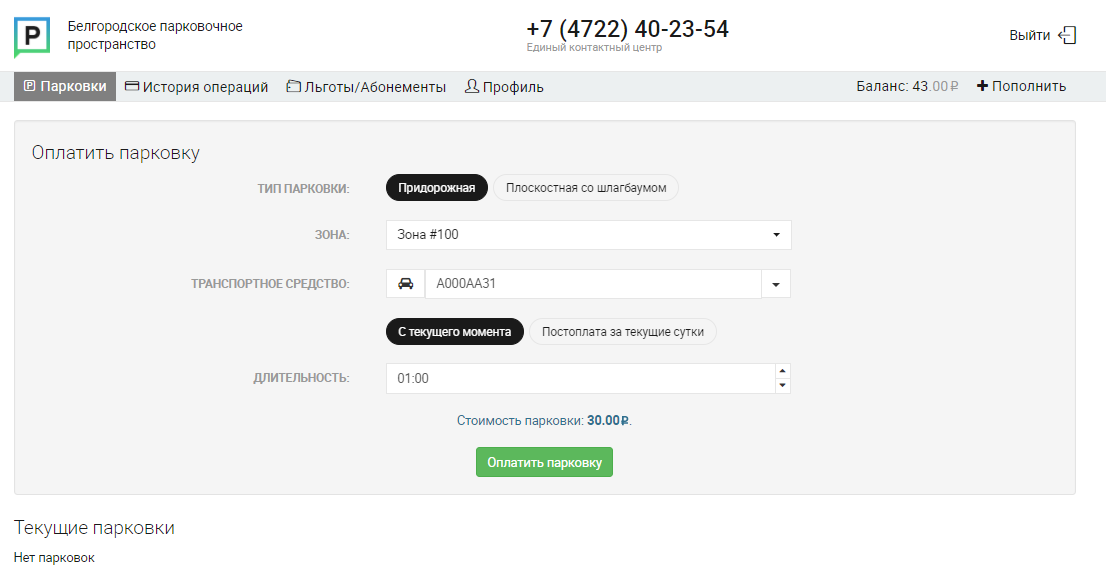 P
Белгородское парковочное
пространство
+7 (4722) 40-23-54
Единый контактный центр
Выйти
Парковки История операций Льготы/Абонементы Профиль Баланс: 43.00₽ Пополнить
Оплатить парковку
ТИП ПАРКОВКИ: Придорожная Плоскостная со шлагбаумом
ЗОНА: Зона #100
ТРАНСПОРТНОЕ СРЕДСТВО: А000АА31
С текущего момента Постоплата за текущие сутки
ДЛИТЕЛЬНОСТЬ: 01:00
Стоимость парковки: 30.00₽.
Оплатить парковку
Текущие парковки
Нет парковок